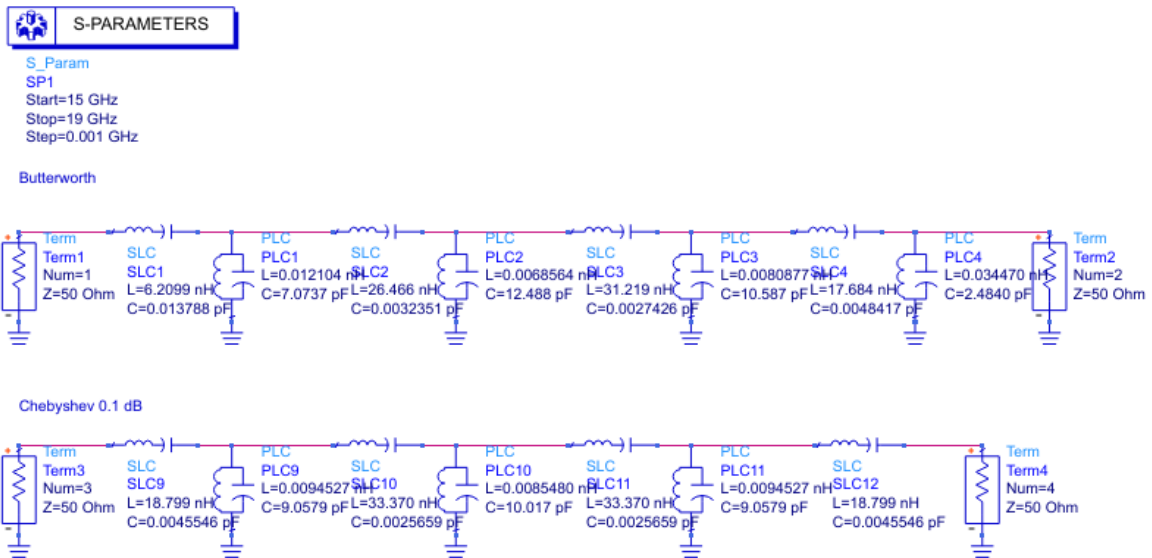 S-PARAMETERS
S_Param
SP1
Start=15 GHz
Stop=19 GHz
Step=0.001 GHz
Butterworth
Term
Term1
Num=1
Z=50 Ohm
SLC
SLC1
L=6.2099 nH
C=0.013788 pF
PLC
PLC1
L=0.012104 nH
C=7.0737 pF
SLC
SLC2
L=26.466 nH
C=0.0032351 pF
PLC
PLC2
L=0.0068564 nH
C=12.488 pF
SLC
SLC3
L=31.219 nH
C=0.0027426 pF
PLC
PLC3
L=0.0080877 nH
C=10.587 pF
SLC
SLC4
L=17.684 nH
C=0.0048417 pF
PLC
PLC4
L=0.034470 nH
C=2.4840 pF
Term
Term2
Num=2
Z=50 Ohm
Chebyshev 0.1 dB
Term
Term3
Num=3
Z=50 Ohm
SLC
SLC9
L=18.799 nH
C=0.0045546 pF
PLC
PLC9
L=0.0094527 nH
C=9.0579 pF
SLC
SLC10
L=33.370 nH
C=0.0025659 pF
PLC
PLC10
L=0.0085480 nH
C=10.017 pF
SLC
SLC11
L=33.370 nH
C=0.0025659 pF
PLC
PLC11
L=0.0094527 nH
C=9.0579 pF
SLC
SLC12
L=18.799 nH
C=0.0045546 pF
Term
Term4
Num=4
Z=50 Ohm